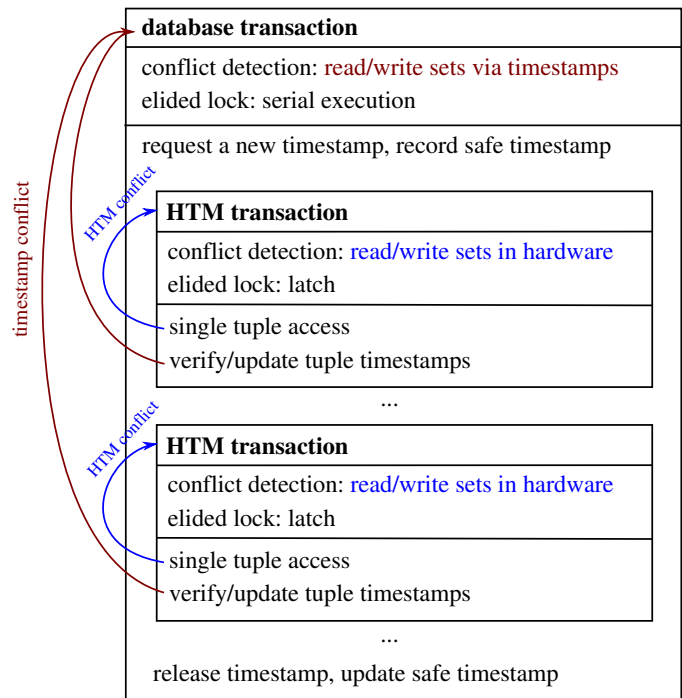 database transaction
conflict detection: read/write sets via timestamps
elided lock: serial execution
request a new timestamp, record safe timestamp
timestamp conflict
HTM conflict
HTM transaction
conflict detection: read/write sets in hardware
elided lock: latch
single tuple access
verify/update tuple timestamps
...
HTM conflict
HTM transaction
conflict detection: read/write sets in hardware
elided lock: latch
single tuple access
verify/update tuple timestamps
...
release timestamp, update safe timestamp